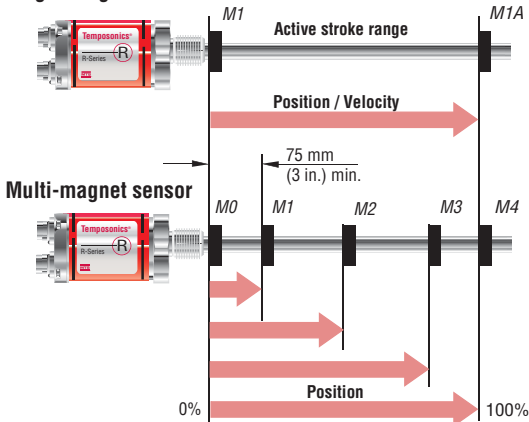 M1
M1A
Active stroke range
Temposonics®
R-Series
R
Position / Velocity
75 mm
(3 in.) min.
Multi-magnet sensor
M0
M1
M2
M3
M4
Temposonics®
R-Series
R
Position
0%
100%